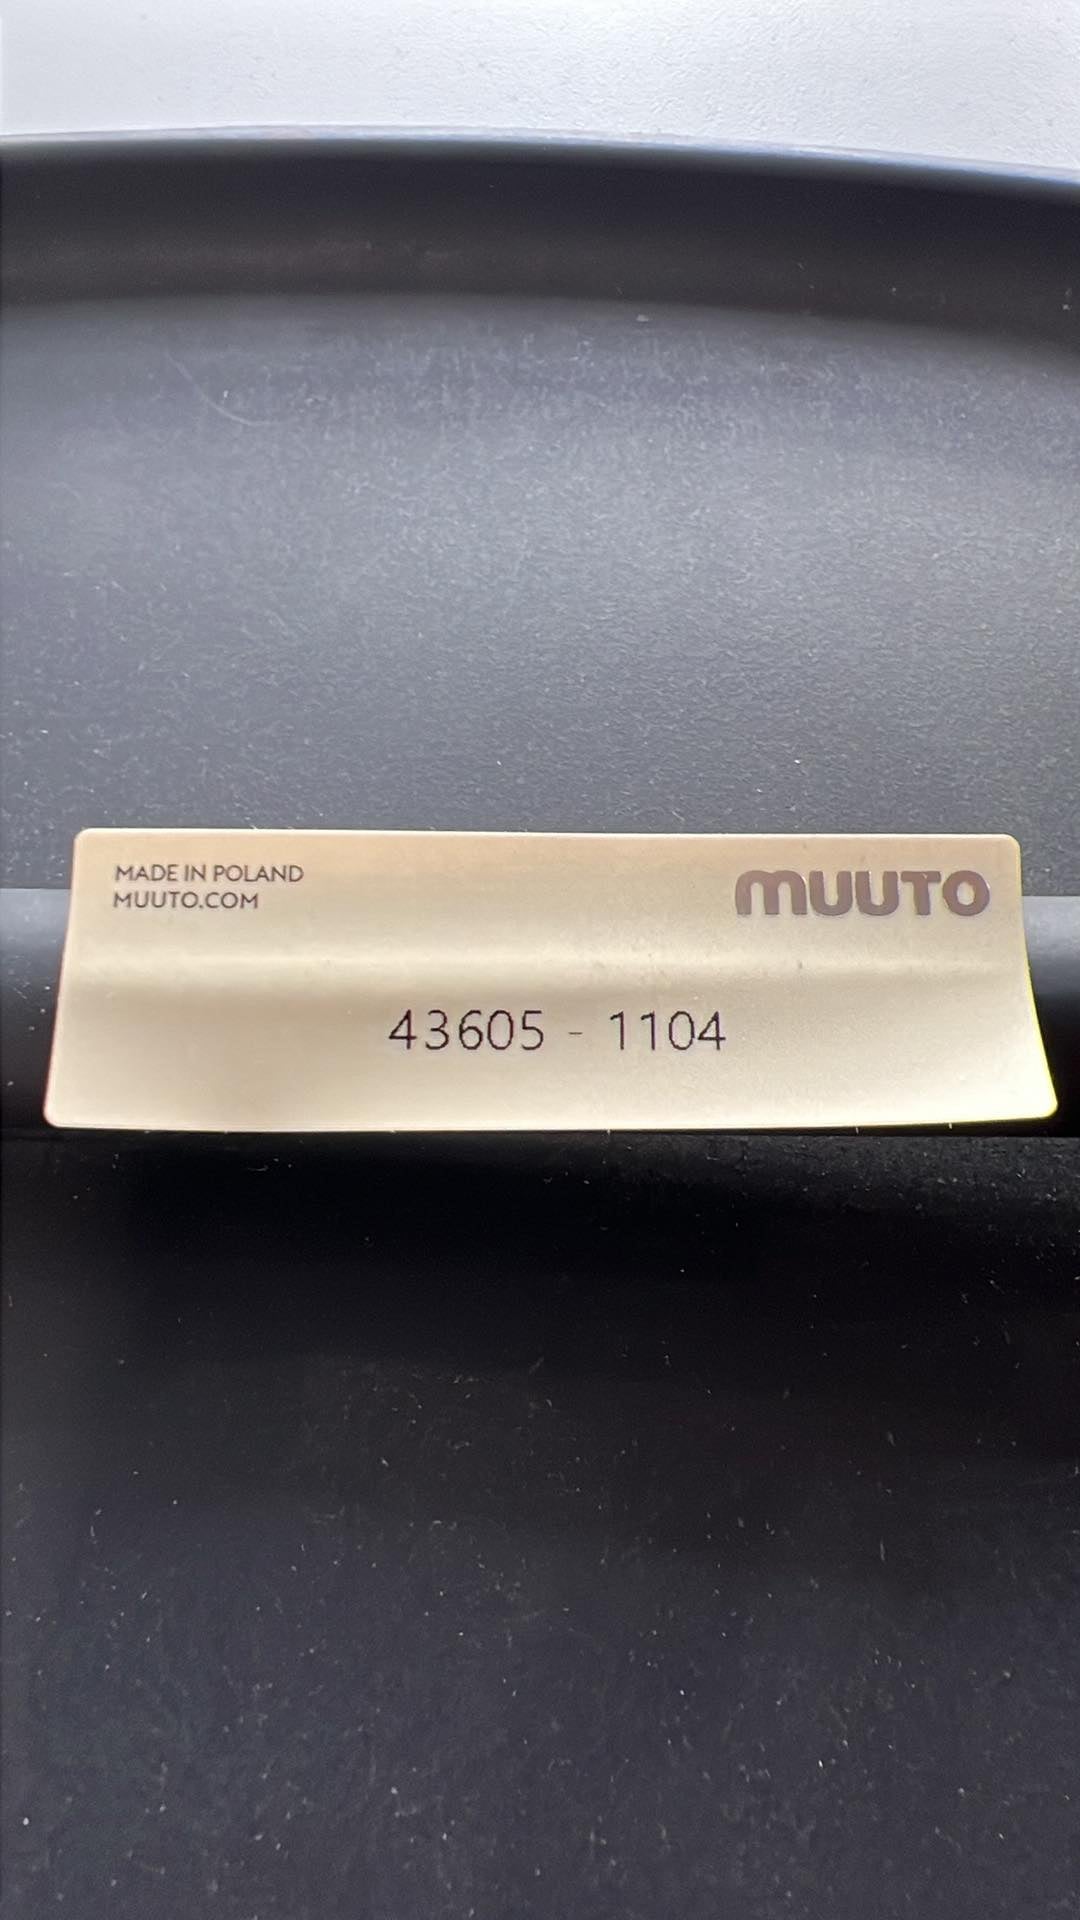 MADE IN POLAND
MUUTO.COM
MUUTO
43605 - 1104